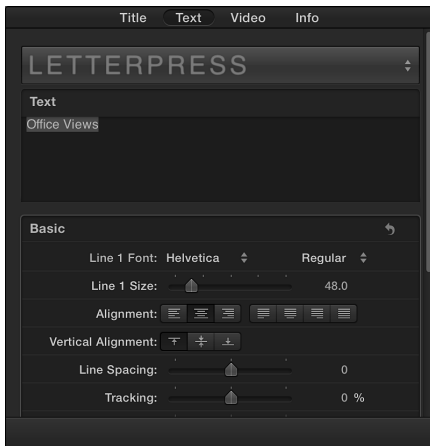 Title Text Video Info
LETTERPRESS
Text
Office Views
Basic
Line 1 Font: Helvetica Regular
Line 1 Size: 48.0
Alignment:
Vertical Alignment:
Line Spacing: 0
Tracking: 0 %